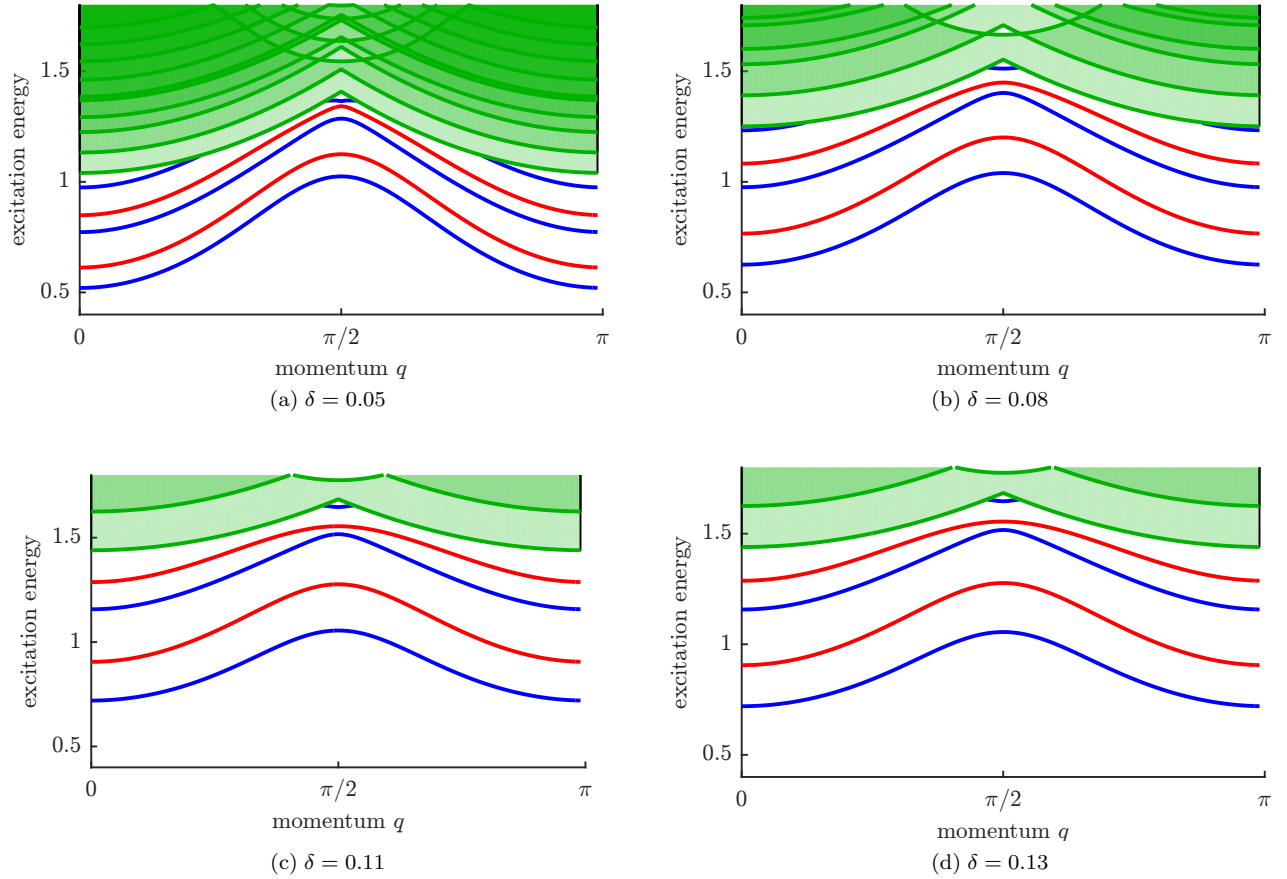 1.5
1
0.5
excitation energy
0
π/2
π
momentum q
(a) δ = 0.05
1.5
1
0.5
excitation energy
0
π/2
π
momentum q
(b) δ = 0.08
1.5
1
0.5
excitation energy
0
π/2
π
momentum q
(c) δ = 0.11
1.5
1
0.5
excitation energy
0
π/2
π
momentum q
(d) δ = 0.13